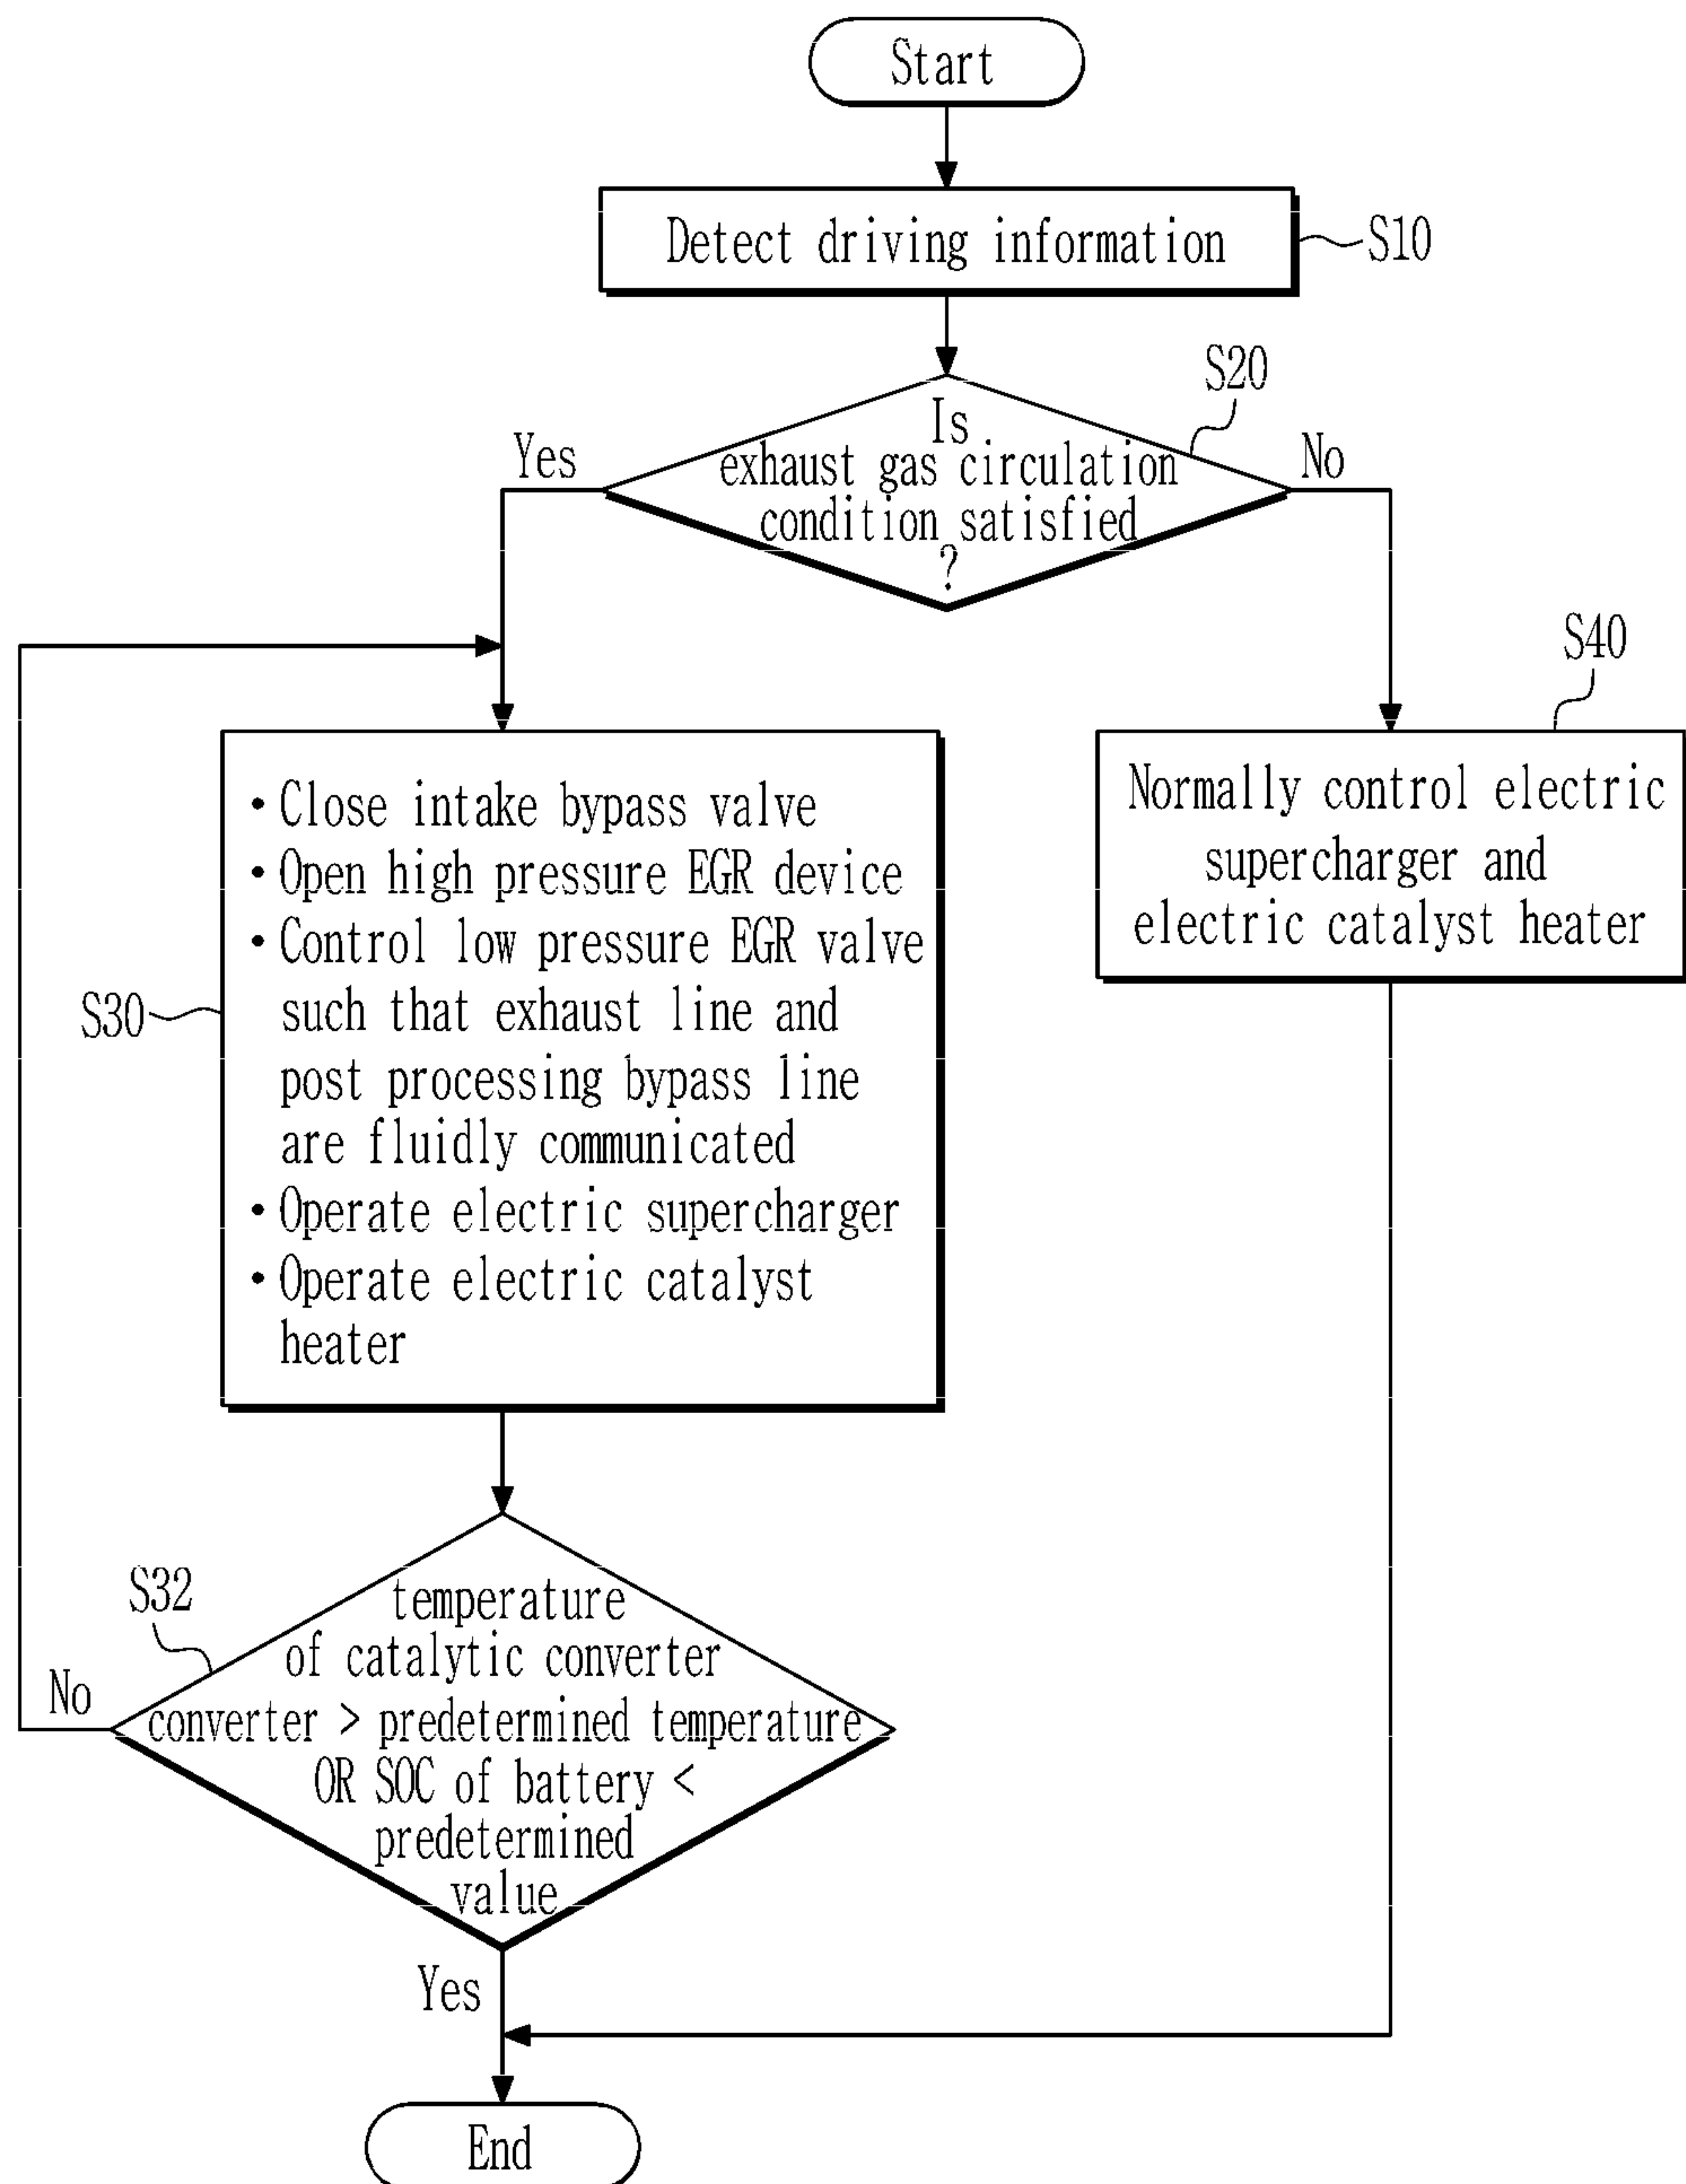 Start
Detect driving information
S10
S20
Is
exhaust gas circulation
condition satisfied
?
Yes
No
S40
Normally control electric
supercharger and
electric catalyst heater
S30
• Close intake bypass valve
• Open high pressure EGR device
• Control low pressure EGR valve
such that exhaust line and
post processing bypass line
are fluidly communicated
• Operate electric supercharger
• Operate electric catalyst
heater
S32
temperature
of catalytic converter
converter > predetermined temperature
OR SOC of battery <
predetermined
value
No
Yes
End